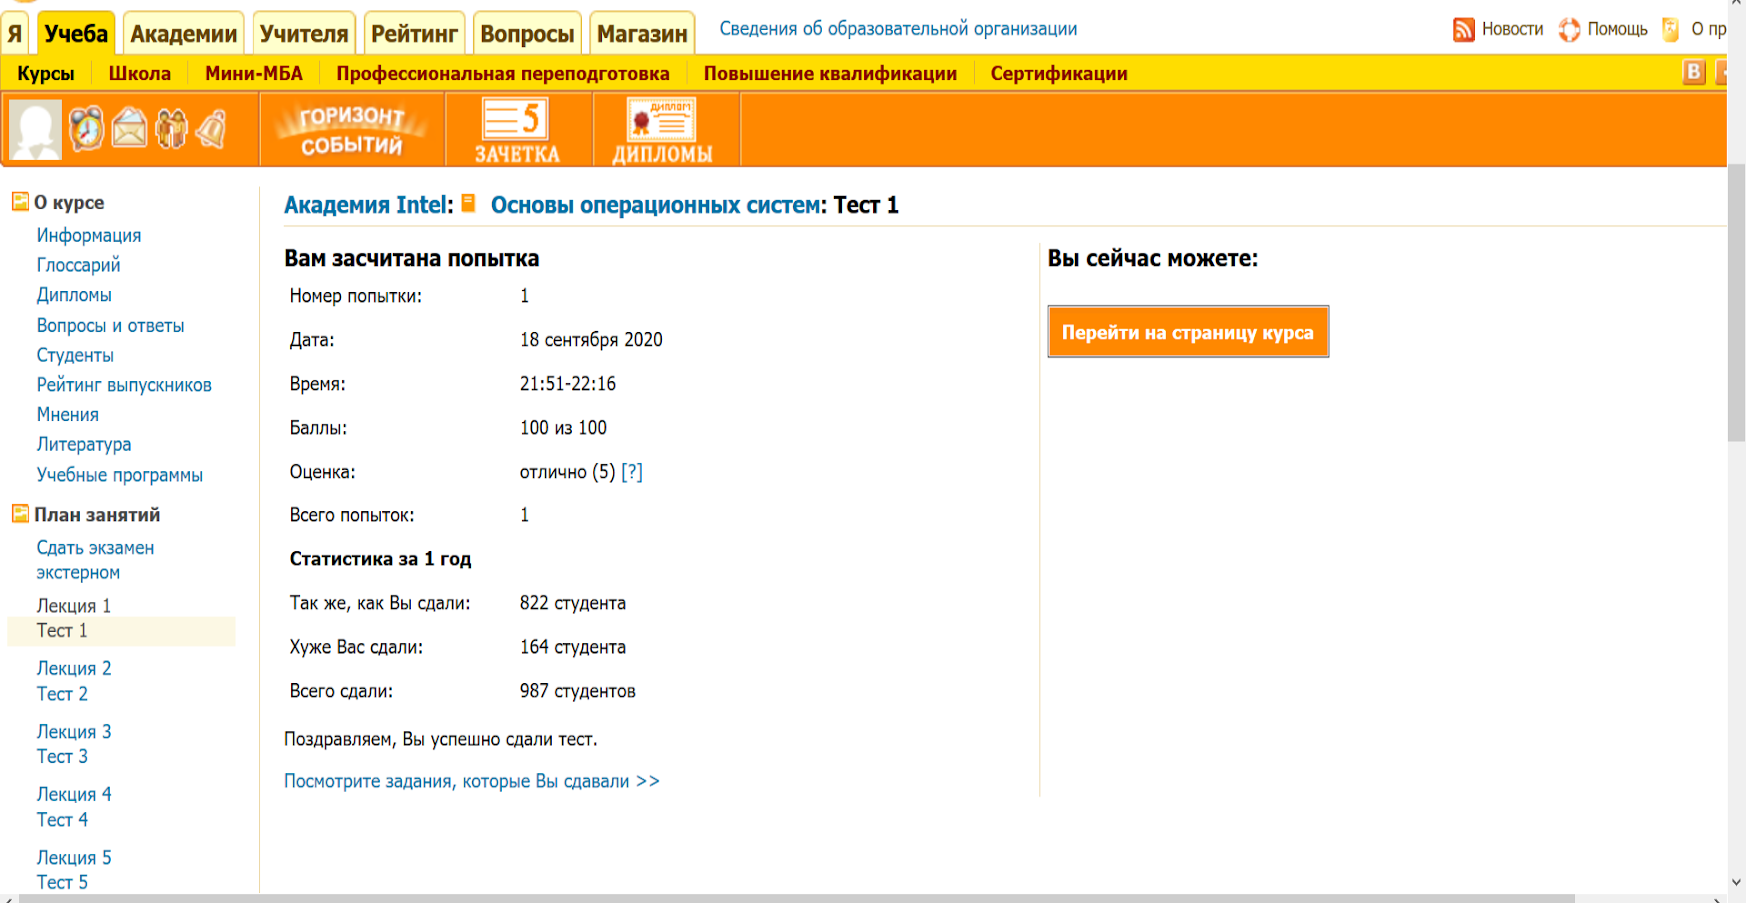 Я Учеба Академии Учителя Рейтинг Вопросы Магазин Сведения об образовательной организации Новости Помощь О пр
Курсы Школа Мини-МБА Профессиональная переподготовка Повышение квалификации Сертификации В
ГОРИЗОНТ СОБЫТИЙ
5 ЗАЧЕТКА
ДИПЛОМ ДИПЛОМЫ
О курсе
Информация
Глоссарий
Дипломы
Вопросы и ответы
Студенты
Рейтинг выпускников
Мнения
Литература
Учебные программы
План занятий
Сдать экзамен
экстерном
Лекция 1
Тест 1
Лекция 2
Тест 2
Лекция 3
Тест 3
Лекция 4
Тест 4
Лекция 5
Тест 5
Академия Intel: Основы операционных систем: Тест 1
Вам засчитана попытка
Номер попытки: 1
Дата: 18 сентября 2020
Время: 21:51-22:16
Баллы: 100 из 100
Оценка: отлично (5) [?]
Всего попыток: 1
Статистика за 1 год
Так же, как Вы сдали: 822 студента
Хуже Вас сдали: 164 студента
Всего сдали: 987 студентов
Поздравляем, Вы успешно сдали тест.
Посмотрите задания, которые Вы сдавали >>
Вы сейчас можете:
Перейти на страницу курса